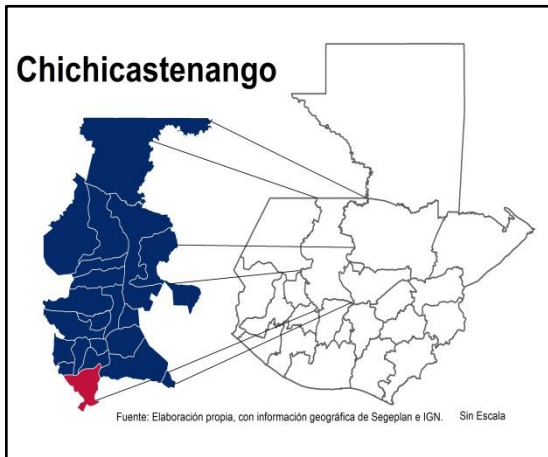 Chichicastenango
Fuente: Elaboración propia, con información geográfica de Segeplan e IGN. Sin Escala